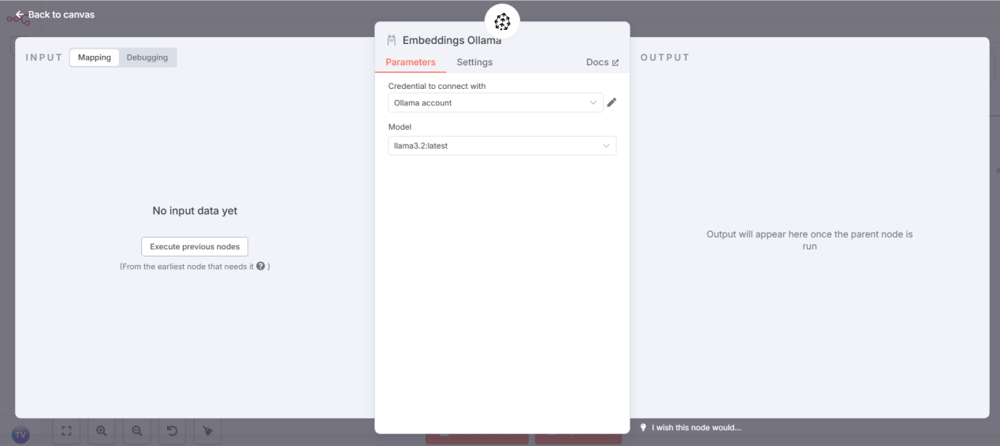 Back to canvas
Embeddings Ollama
INPUT
Mapping
Debugging
Parameters
Settings
Docs
OUTPUT
Credential to connect with
Ollama account
Model
llama3.2:latest
No input data yet
Execute previous nodes
(From the earliest node that needs it ? )
Output will appear here once the parent node is
run
TV
I wish this node would...